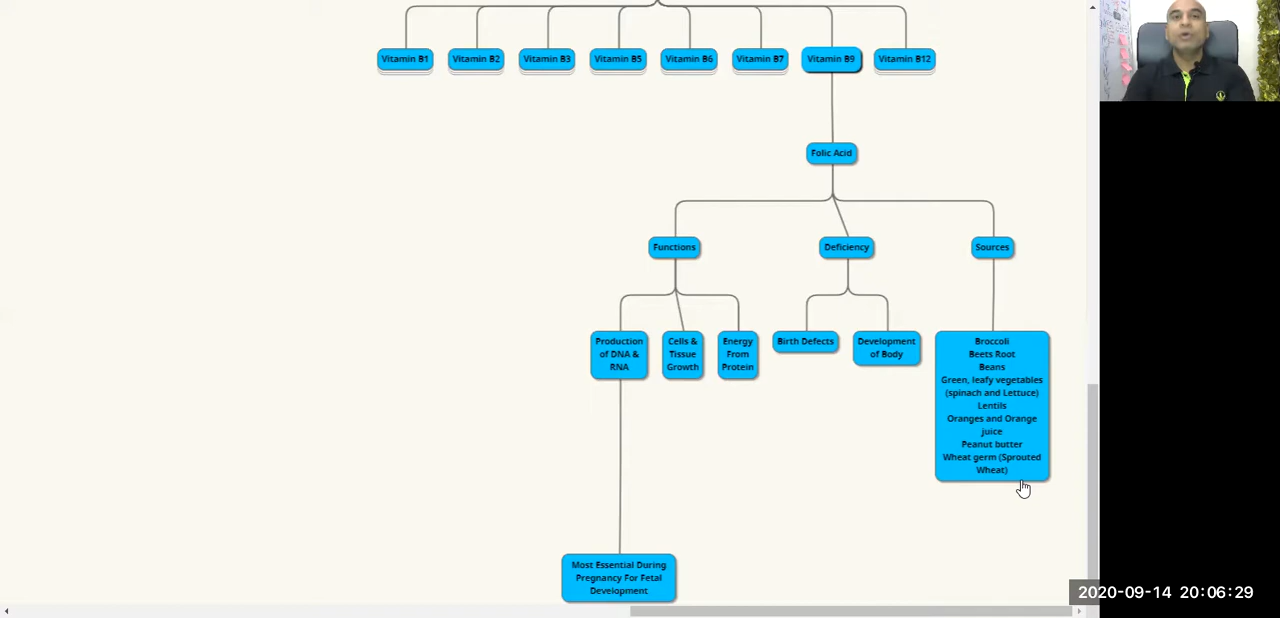 Vitamin B1
Vitamin B2
Vitamin B3
Vitamin B5
Vitamin B6
Vitamin B7
Vitamin B9
Vitamin B12
Folic Acid
Functions
Deficiency
Sources
Production
of DNA &
RNA
Cells &
Tissue
Growth
Energy
From
Protein
Birth Defects
Development
of Body
Broccoli
Beets Root
Beans
Green, leafy vegetables
(spinach and Lettuce)
Lentils
Oranges and Orange
juice
Peanut butter
Wheat germ (Sprouted
Wheat)
Most Essential During
Pregnancy For Fetal
Development
2020-09-14 20:06:29